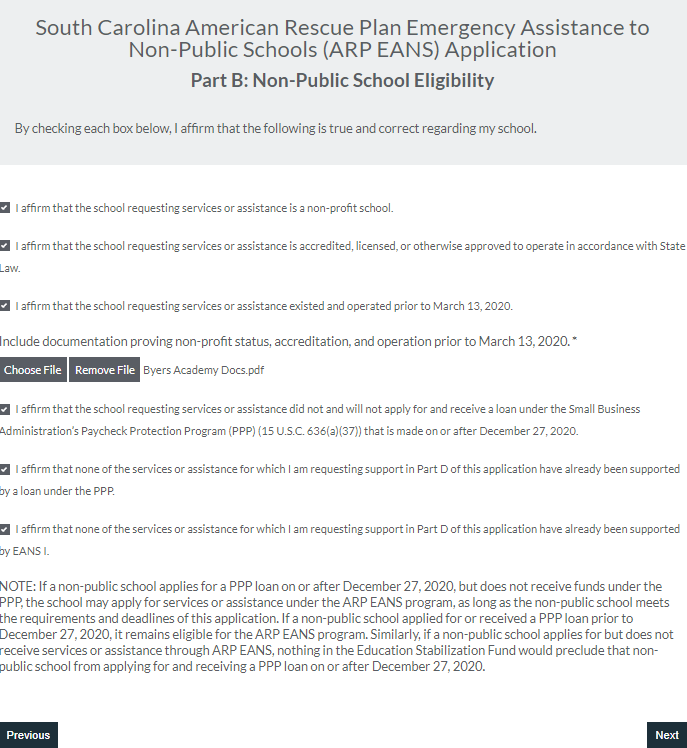 South Carolina American Rescue Plan Emergency Assistance to
Non-Public Schools (ARP EANS) Application
Part B: Non-Public School Eligibility
By checking each box below, I affirm that the following is true and correct regarding my school.
I affirm that the school requesting services or assistance is a non-profit school.
I affirm that the school requesting services or assistance is accredited, licensed, or otherwise approved to operate in accordance with State
Law.
I affirm that the school requesting services or assistance existed and operated prior to March 13, 2020.
Include documentation proving non-profit status, accreditation, and operation prior to March 13, 2020. *
Choose File Remove File Byers Academy Docs.pdf
I affirm that the school requesting services or assistance did not and will not apply for and receive a loan under the Small Business
Administration's Paycheck Protection Program (PPP) (15 U.S.C. 636(a)(37)) that is made on or after December 27, 2020.
I affirm that none of the services or assistance for which I am requesting support in Part D of this application have already been supported
by a loan under the PPP.
I affirm that none of the services or assistance for which I am requesting support in Part D of this application have already been supported
by EANS I.
NOTE: If a non-public school applies for a PPP loan on or after December 27, 2020, but does not receive funds under the
PPP, the school may apply for services or assistance under the ARP EANS program, as long as the non-public school meets
the requirements and deadlines of this application. If a non-public school applied for or received a PPP loan prior to
December 27, 2020, it remains eligible for the ARP EANS program. Similarly, if a non-public school applies for but does not
receive services or assistance through ARP EANS, nothing in the Education Stabilization Fund would preclude that non-
public school from applying for and receiving a PPP loan on or after December 27, 2020.
Previous Next